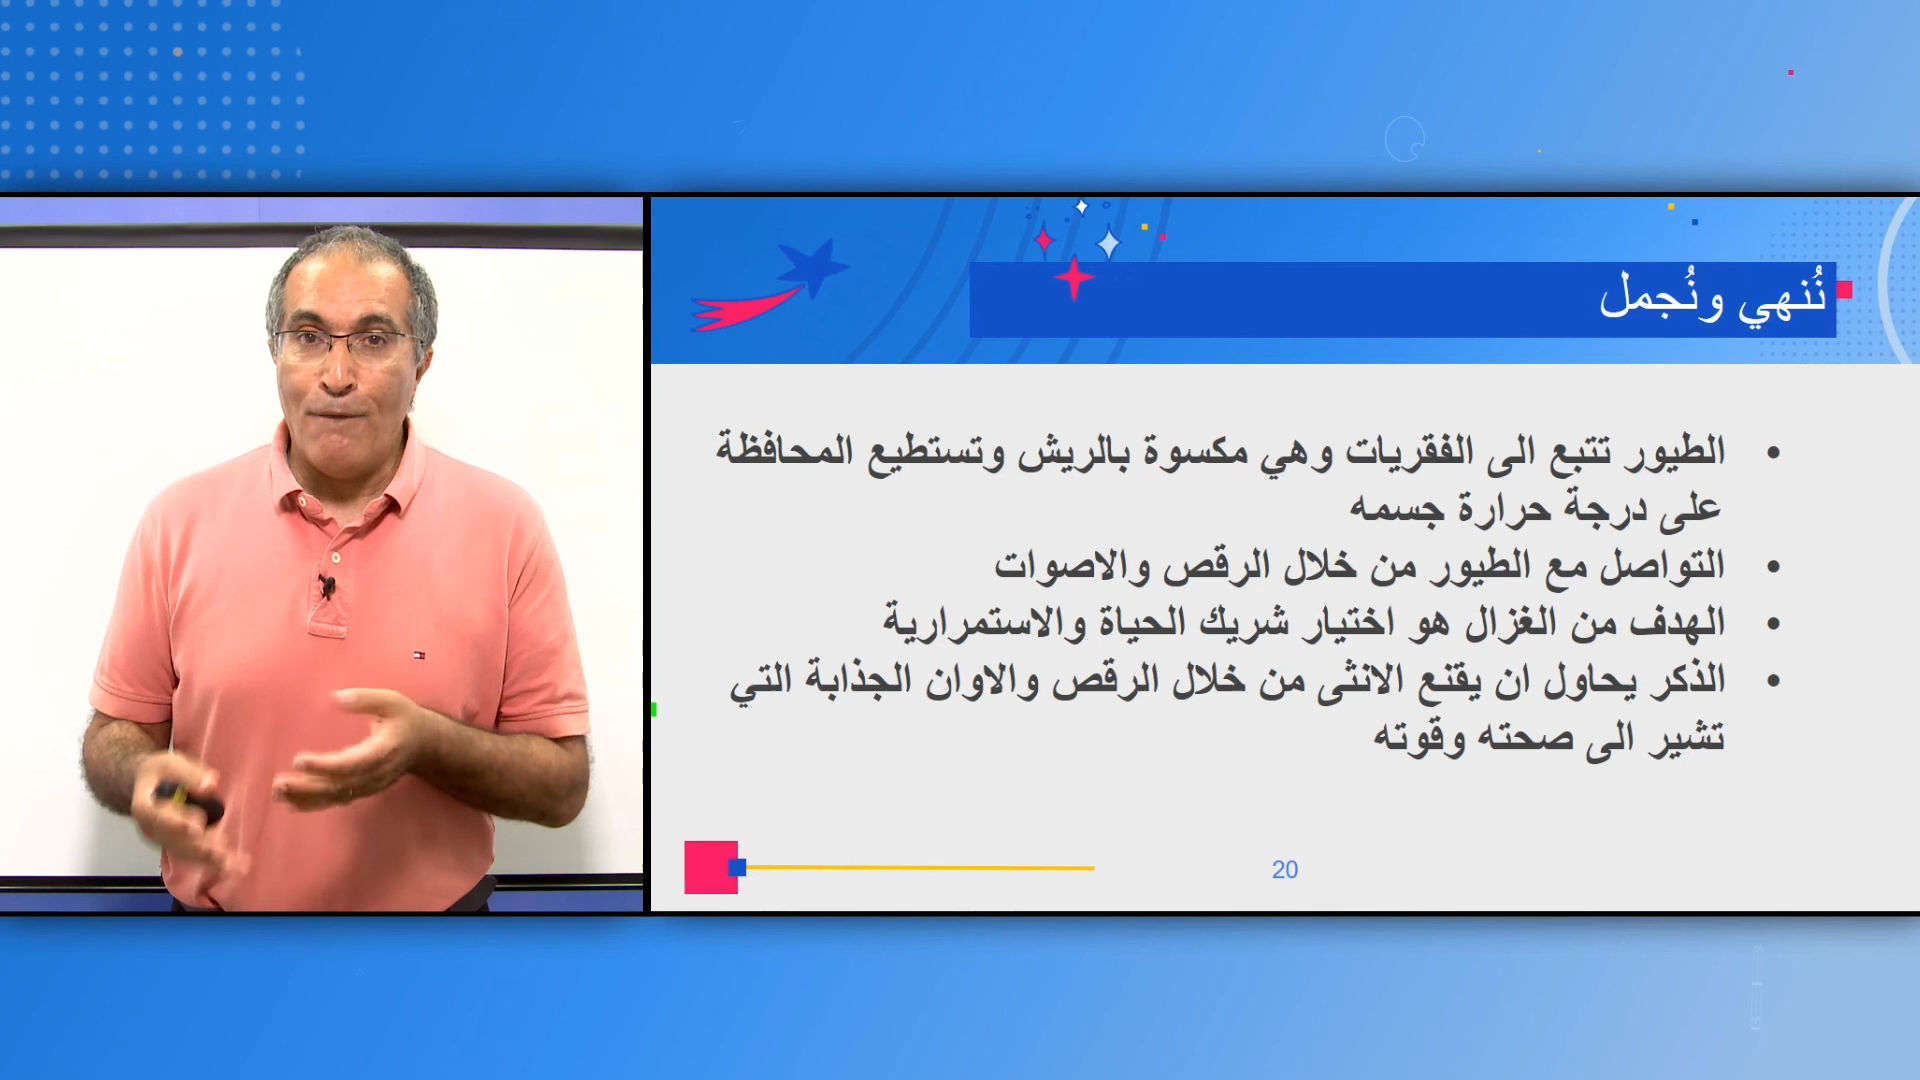 نُنهي ونُجمل
• الطيور تتبع الى الفقريات وهي مكسوة بالريش وتستطيع المحافظة
على درجة حرارة جسمه
• التواصل مع الطيور من خلال الرقص والاصوات
• الهدف من الغزال هو اختيار شريك الحياة والاستمرارية
• الذكر يحاول ان يقنع الانثى من خلال الرقص والاوان الجذابة التي
تشير الى صحته وقوته
20